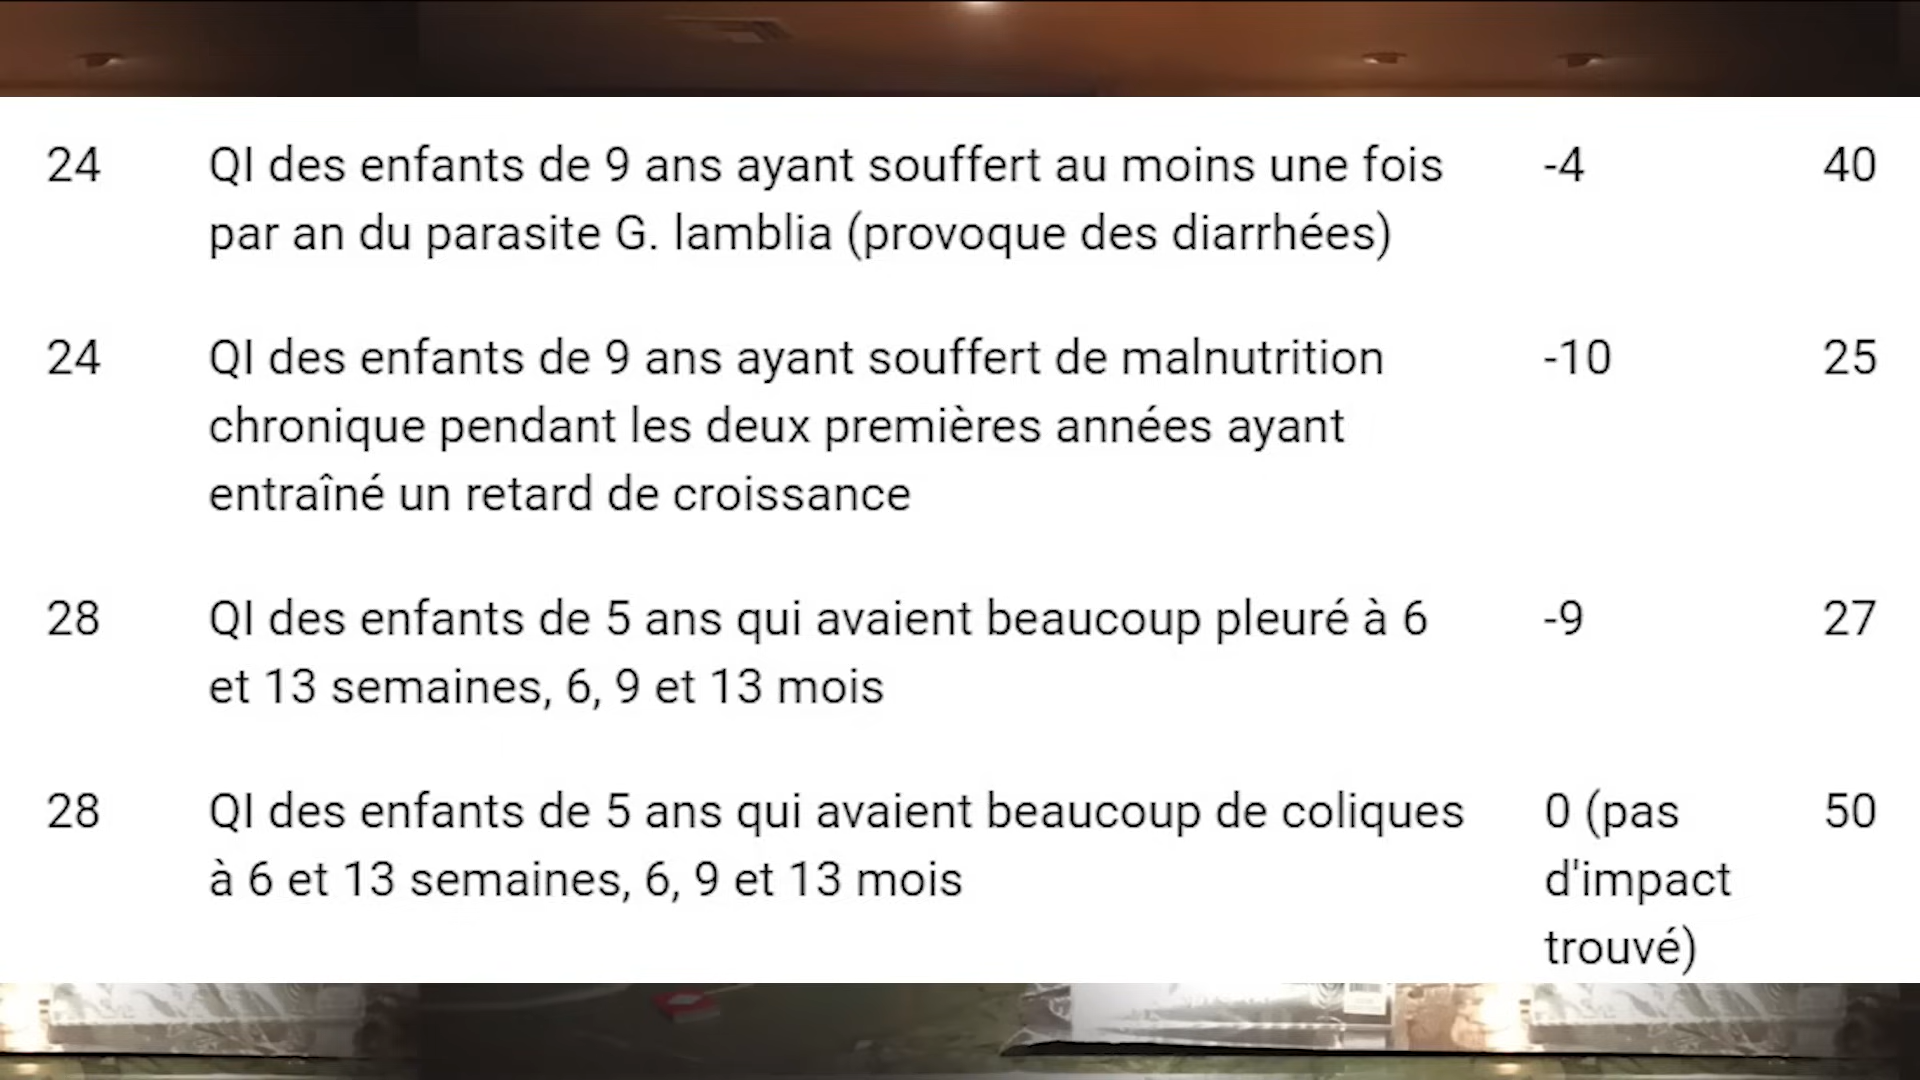 24 QI des enfants de 9 ans ayant souffert au moins une fois -4 40
par an du parasite G. lamblia (provoque des diarrhées)
24 QI des enfants de 9 ans ayant souffert de malnutrition -10 25
chronique pendant les deux premières années ayant
entraîné un retard de croissance
28 QI des enfants de 5 ans qui avaient beaucoup pleuré à 6 -9 27
et 13 semaines, 6, 9 et 13 mois
28 QI des enfants de 5 ans qui avaient beaucoup de coliques 0 (pas 50
à 6 et 13 semaines, 6, 9 et 13 mois d'impact
trouvé)